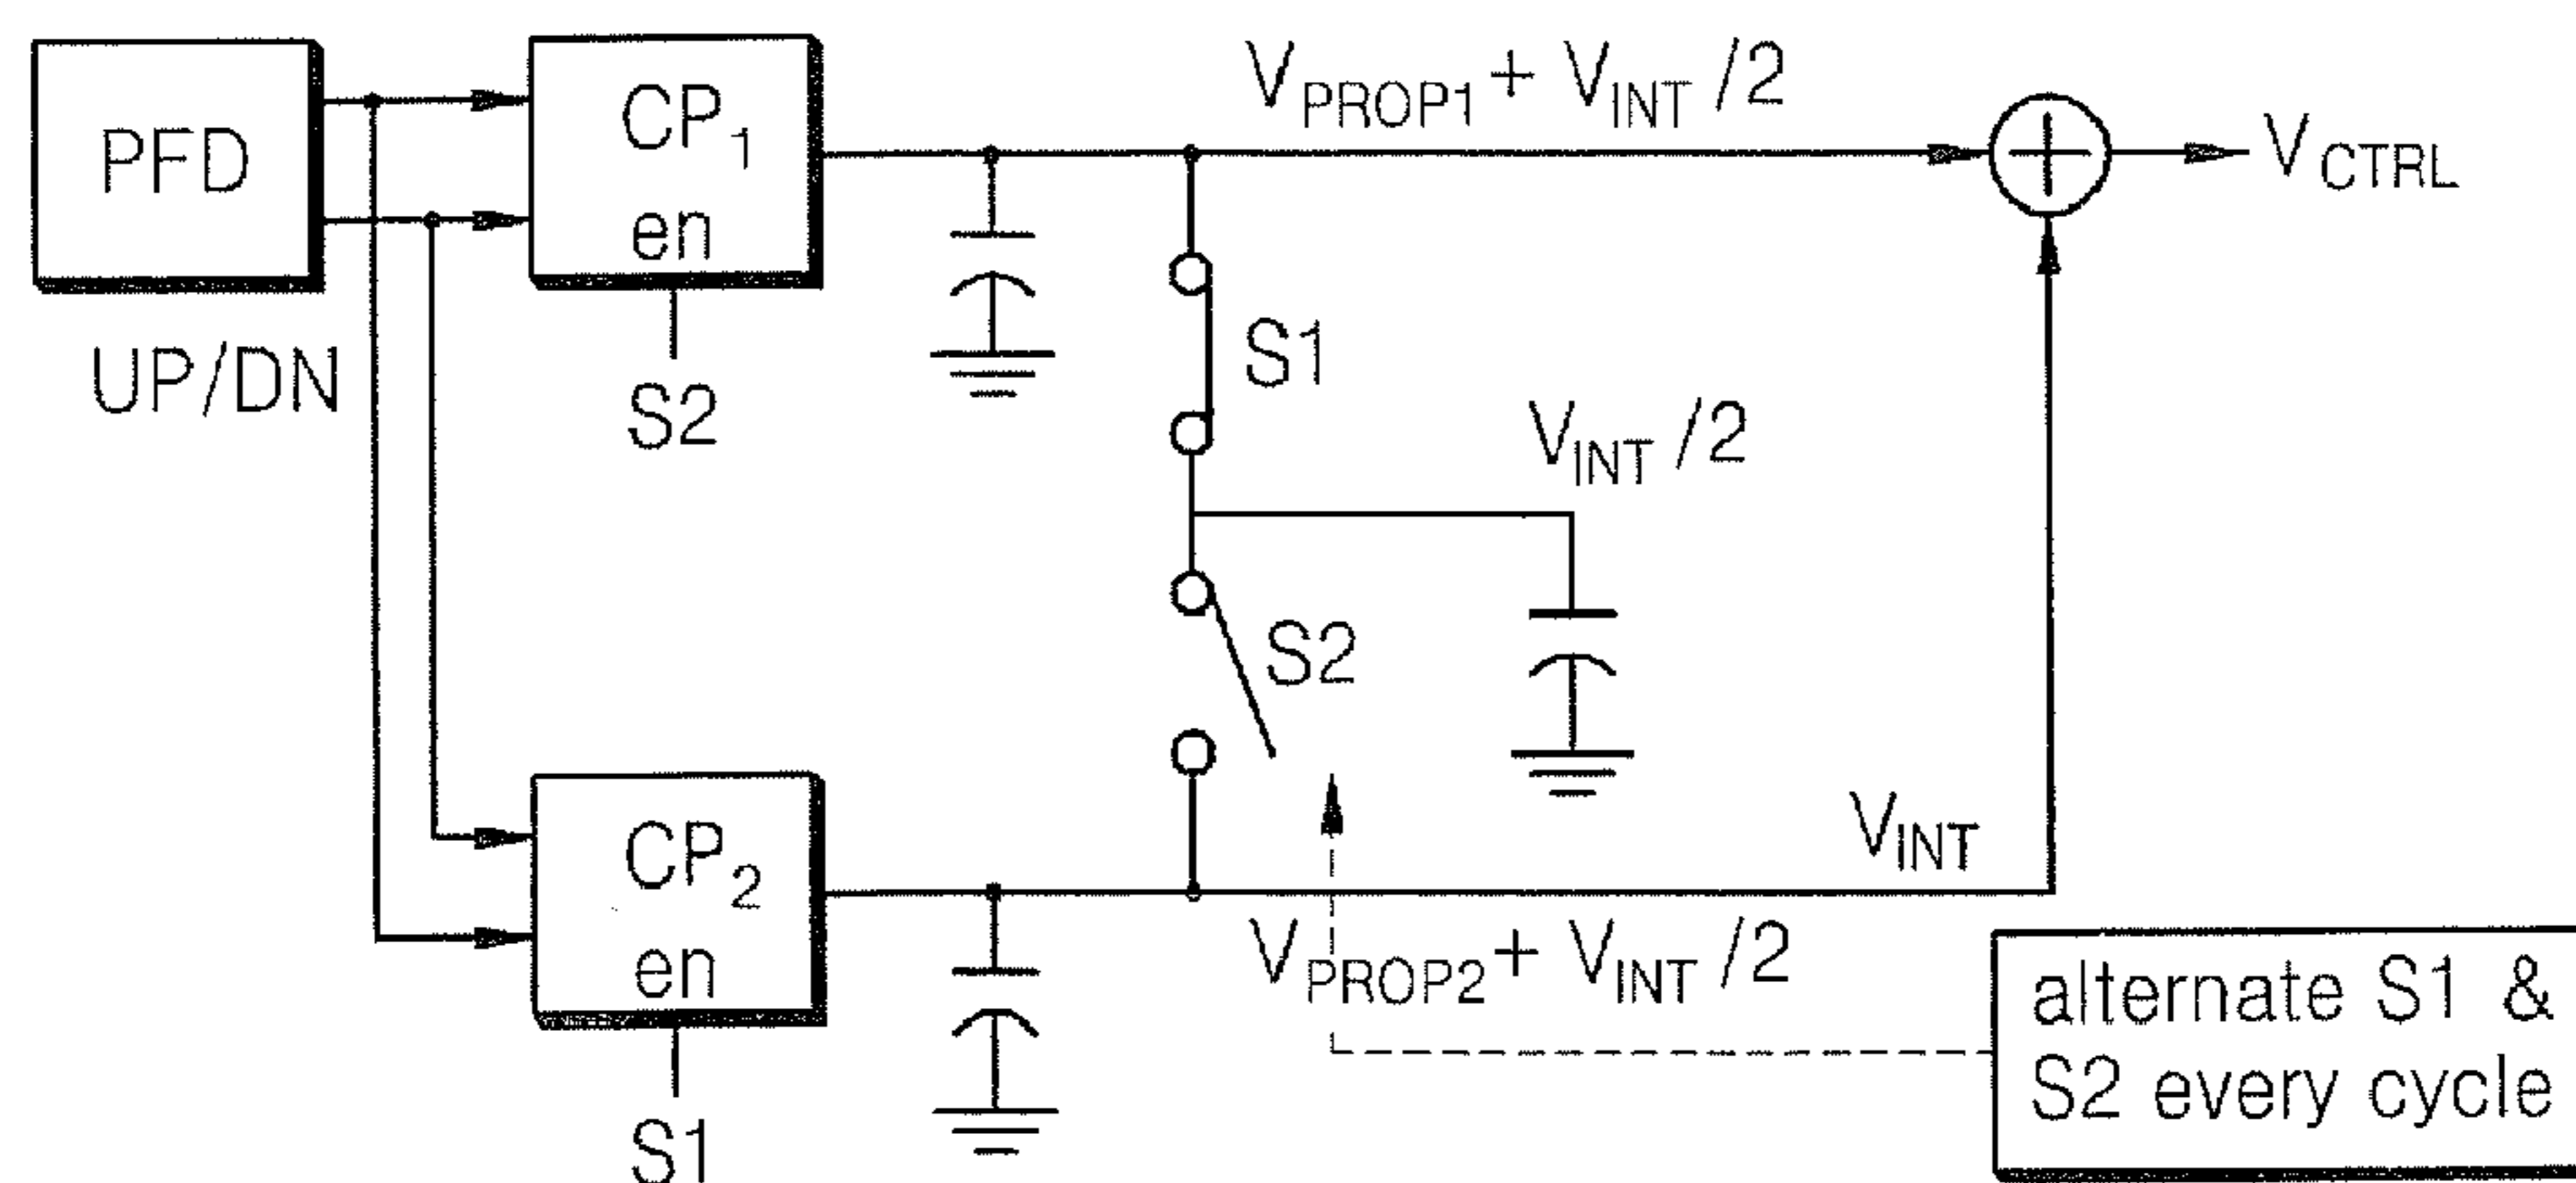 PFD
CP1
en
S2
UP/DN
VPROP1 + VINT /2
VCTRL
S1
VINT /2
S2
CP2
en
S1
VINT
VPROP2 + VINT /2
alternate S1 &
S2 every cycle